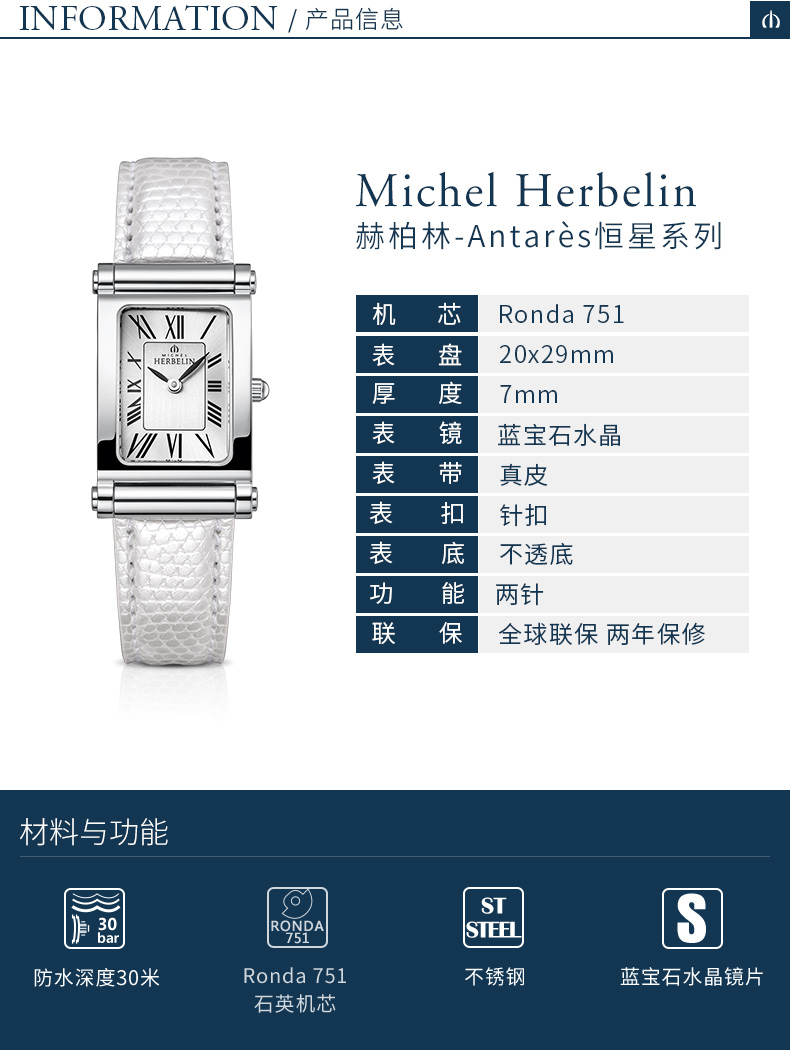 INFORMATION / 产品信息
Michel Herbelin
赫柏林-Antarès恒星系列
MICHEL
HERBELIN
机 芯 Ronda 751
表 盘 20x29mm
厚 度 7mm
表 镜 蓝宝石水晶
表 带 真皮
表 扣 针扣
表 底 不透底
功 能 两针
联 保 全球联保 两年保修
材料与功能
30
bar
RONDA
751
ST
STEEL
S
防水深度30米
Ronda 751
石英机芯
不锈钢
蓝宝石水晶镜片